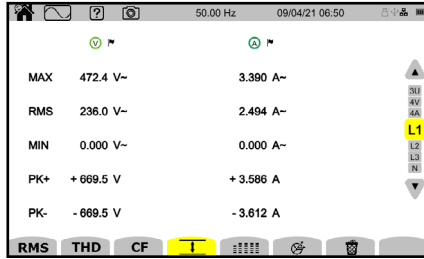 ? 50.00 Hz 09/04/21 06:50
V A
MAX 472.4 V~ 3.390 A~
3U
4V
RMS 236.0 V~ 2.494 A~
4A
L1
MIN 0.000 V~ 0.000 A~
L2
L3
N
PK+ + 669.5 V + 3.586 A
PK- - 669.5 V - 3.612 A
RMS THD CF